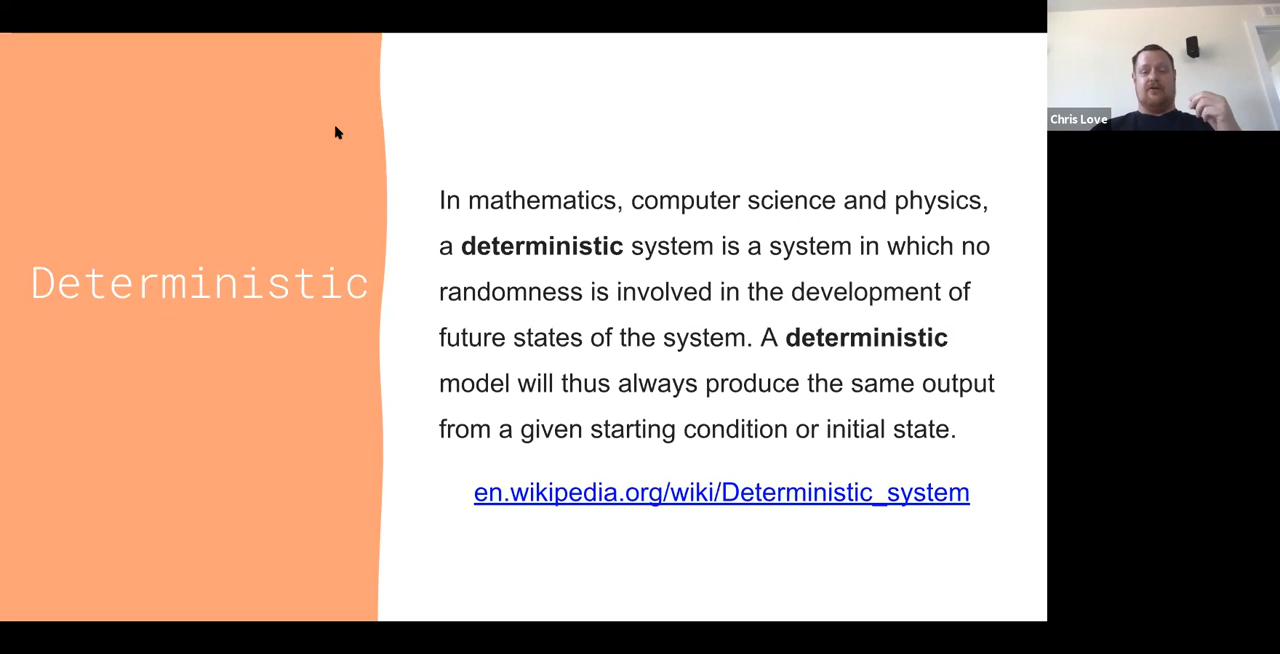 Deterministic
In mathematics, computer science and physics,
a deterministic system is a system in which no
randomness is involved in the development of
future states of the system. A deterministic
model will thus always produce the same output
from a given starting condition or initial state.
en.wikipedia.org/wiki/Deterministic_system
Chris Love